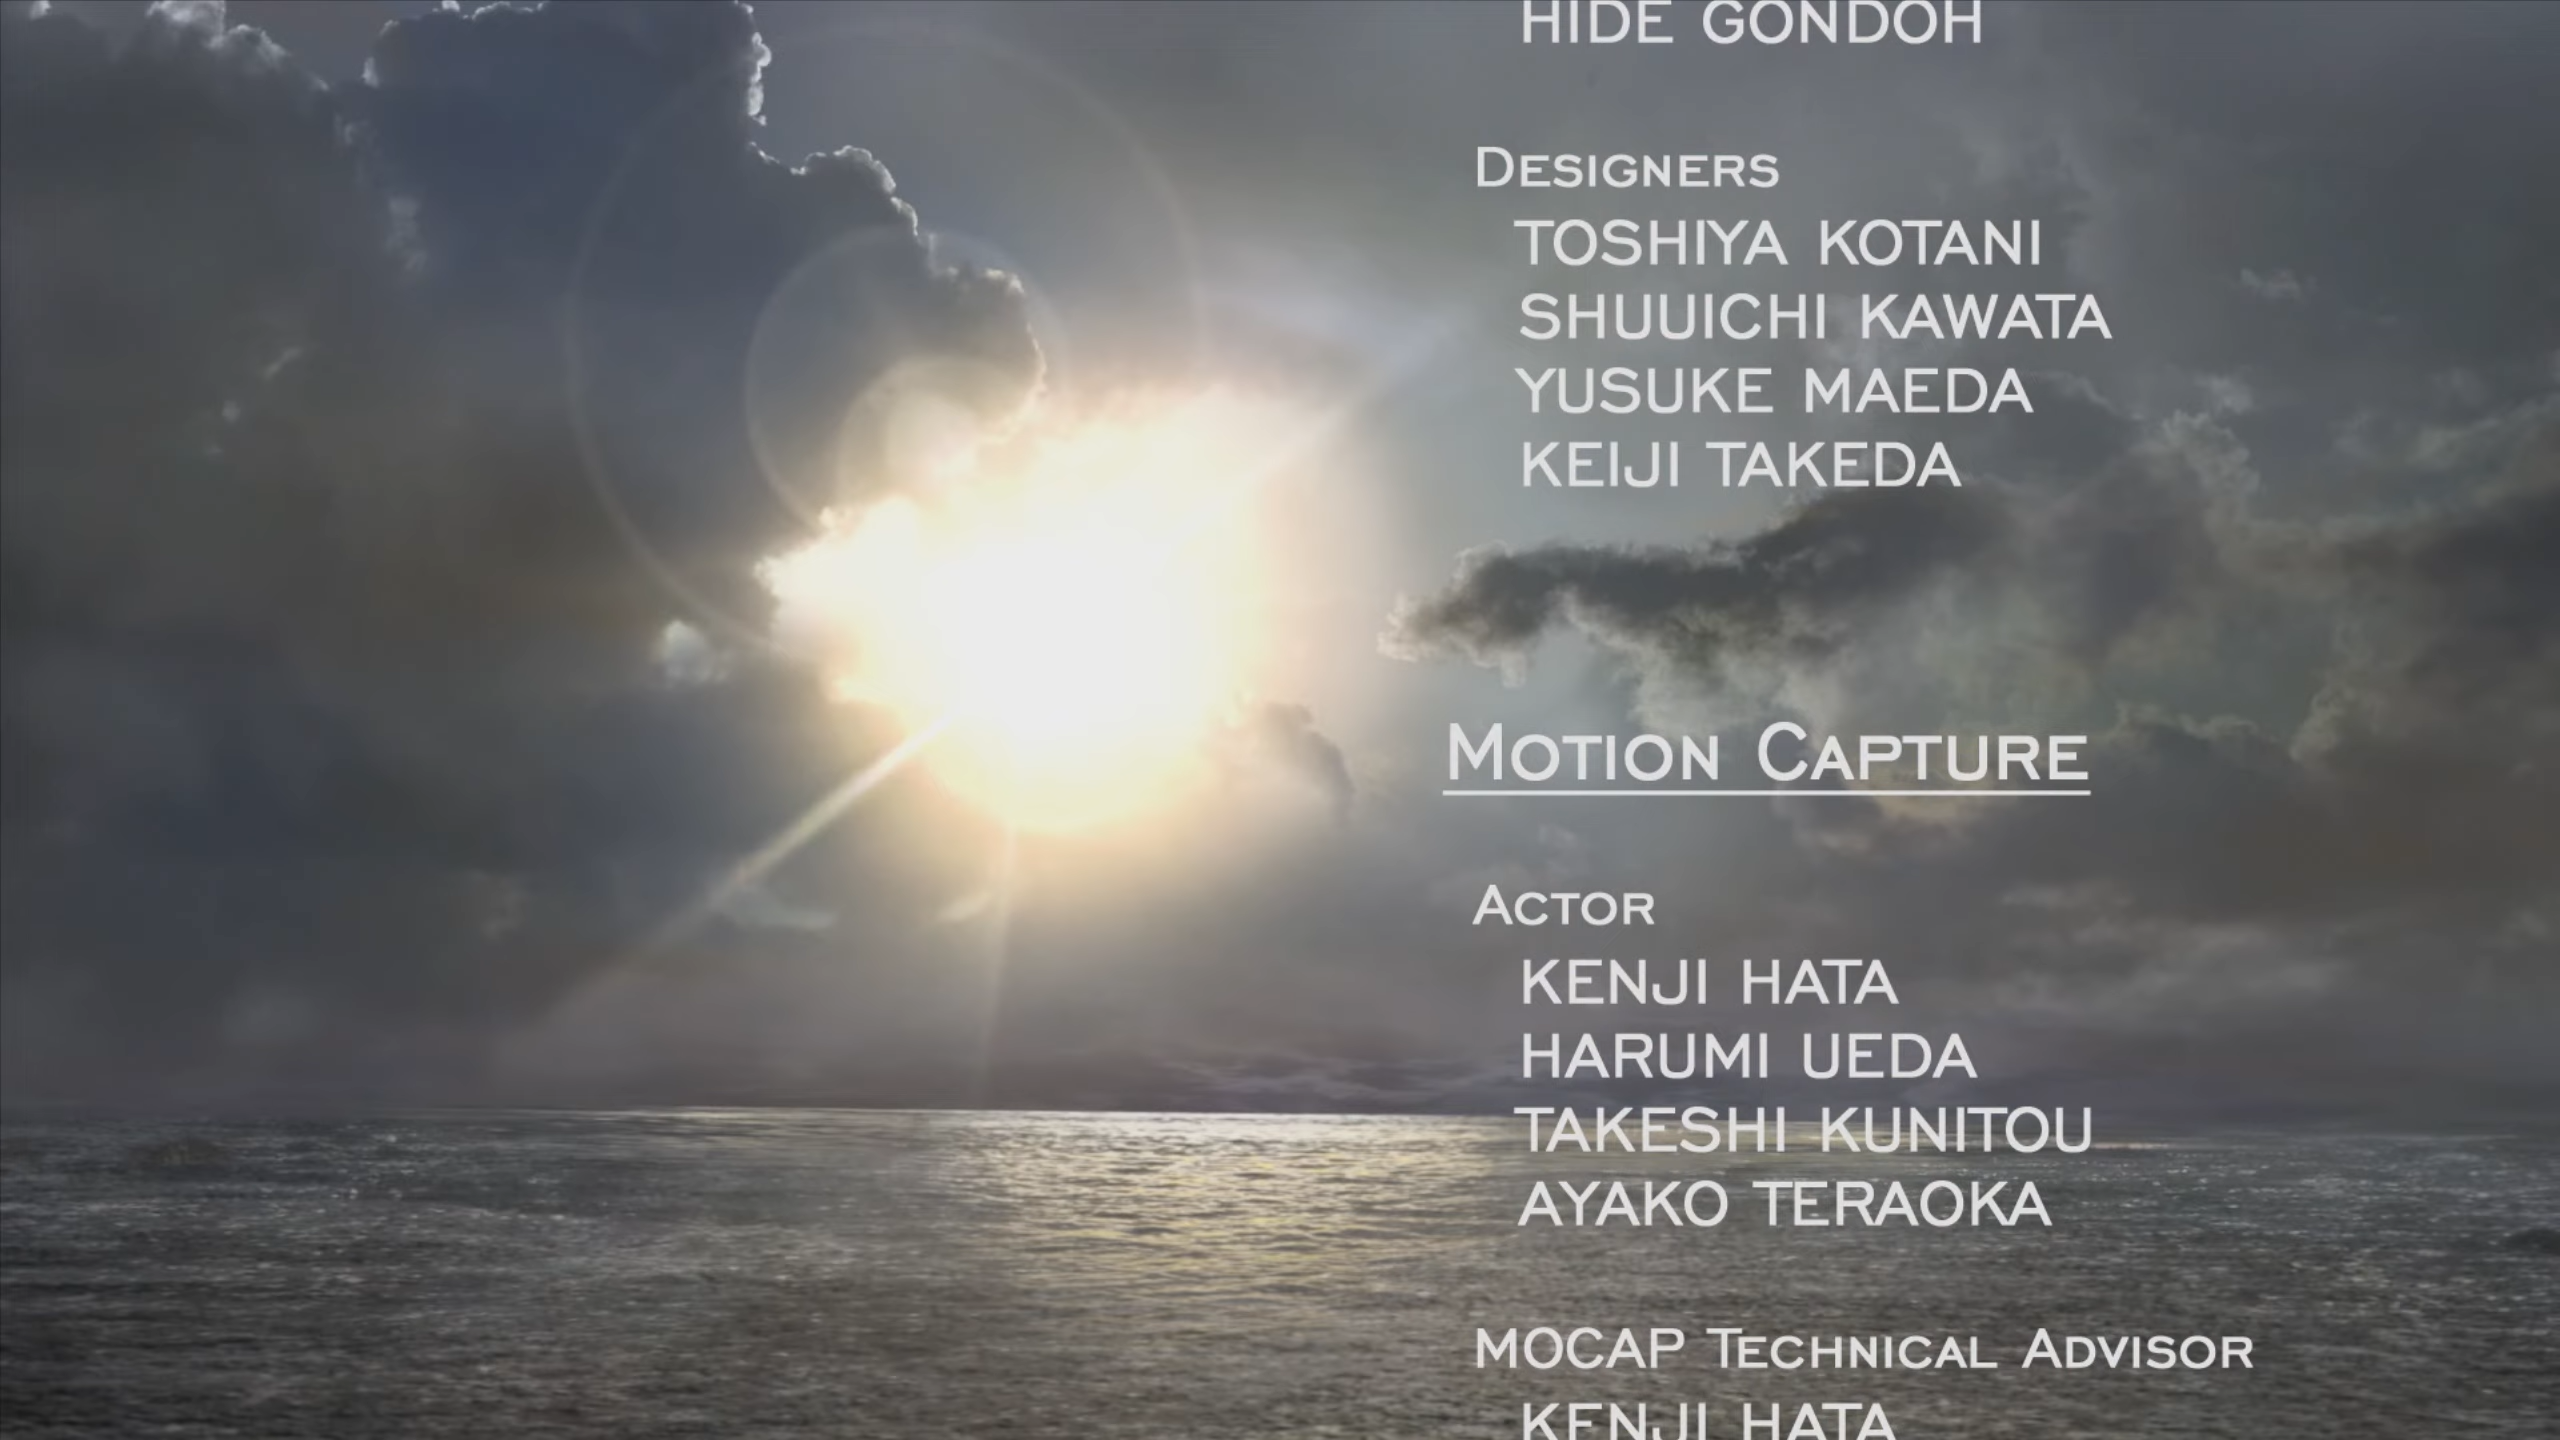 HIDE GONDOH
DESIGNERS
TOSHIYA KOTANI
SHUUICHI KAWATA
YUSUKE MAEDA
KEIJI TAKEDA
MOTION CAPTURE
ACTOR
KENJI HATA
HARUMI UEDA
TAKESHI KUNITOU
AYAKO TERAOKA
MOCAP TECHNICAL ADVISOR
KENJI HATA